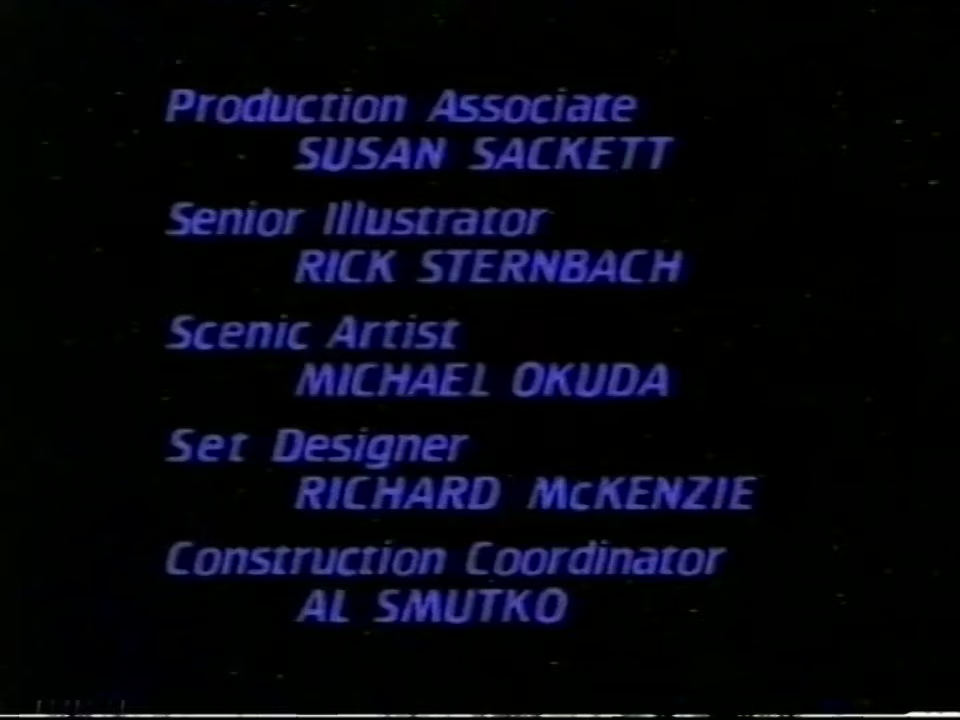 Production Associate
SUSAN SACKETT
Senior Illustrator
RICK STERNBACH
Scenic Artist
MICHAEL OKUDA
Set Designer
RICHARD McKENZIE
Construction Coordinator
AL SMUTKO